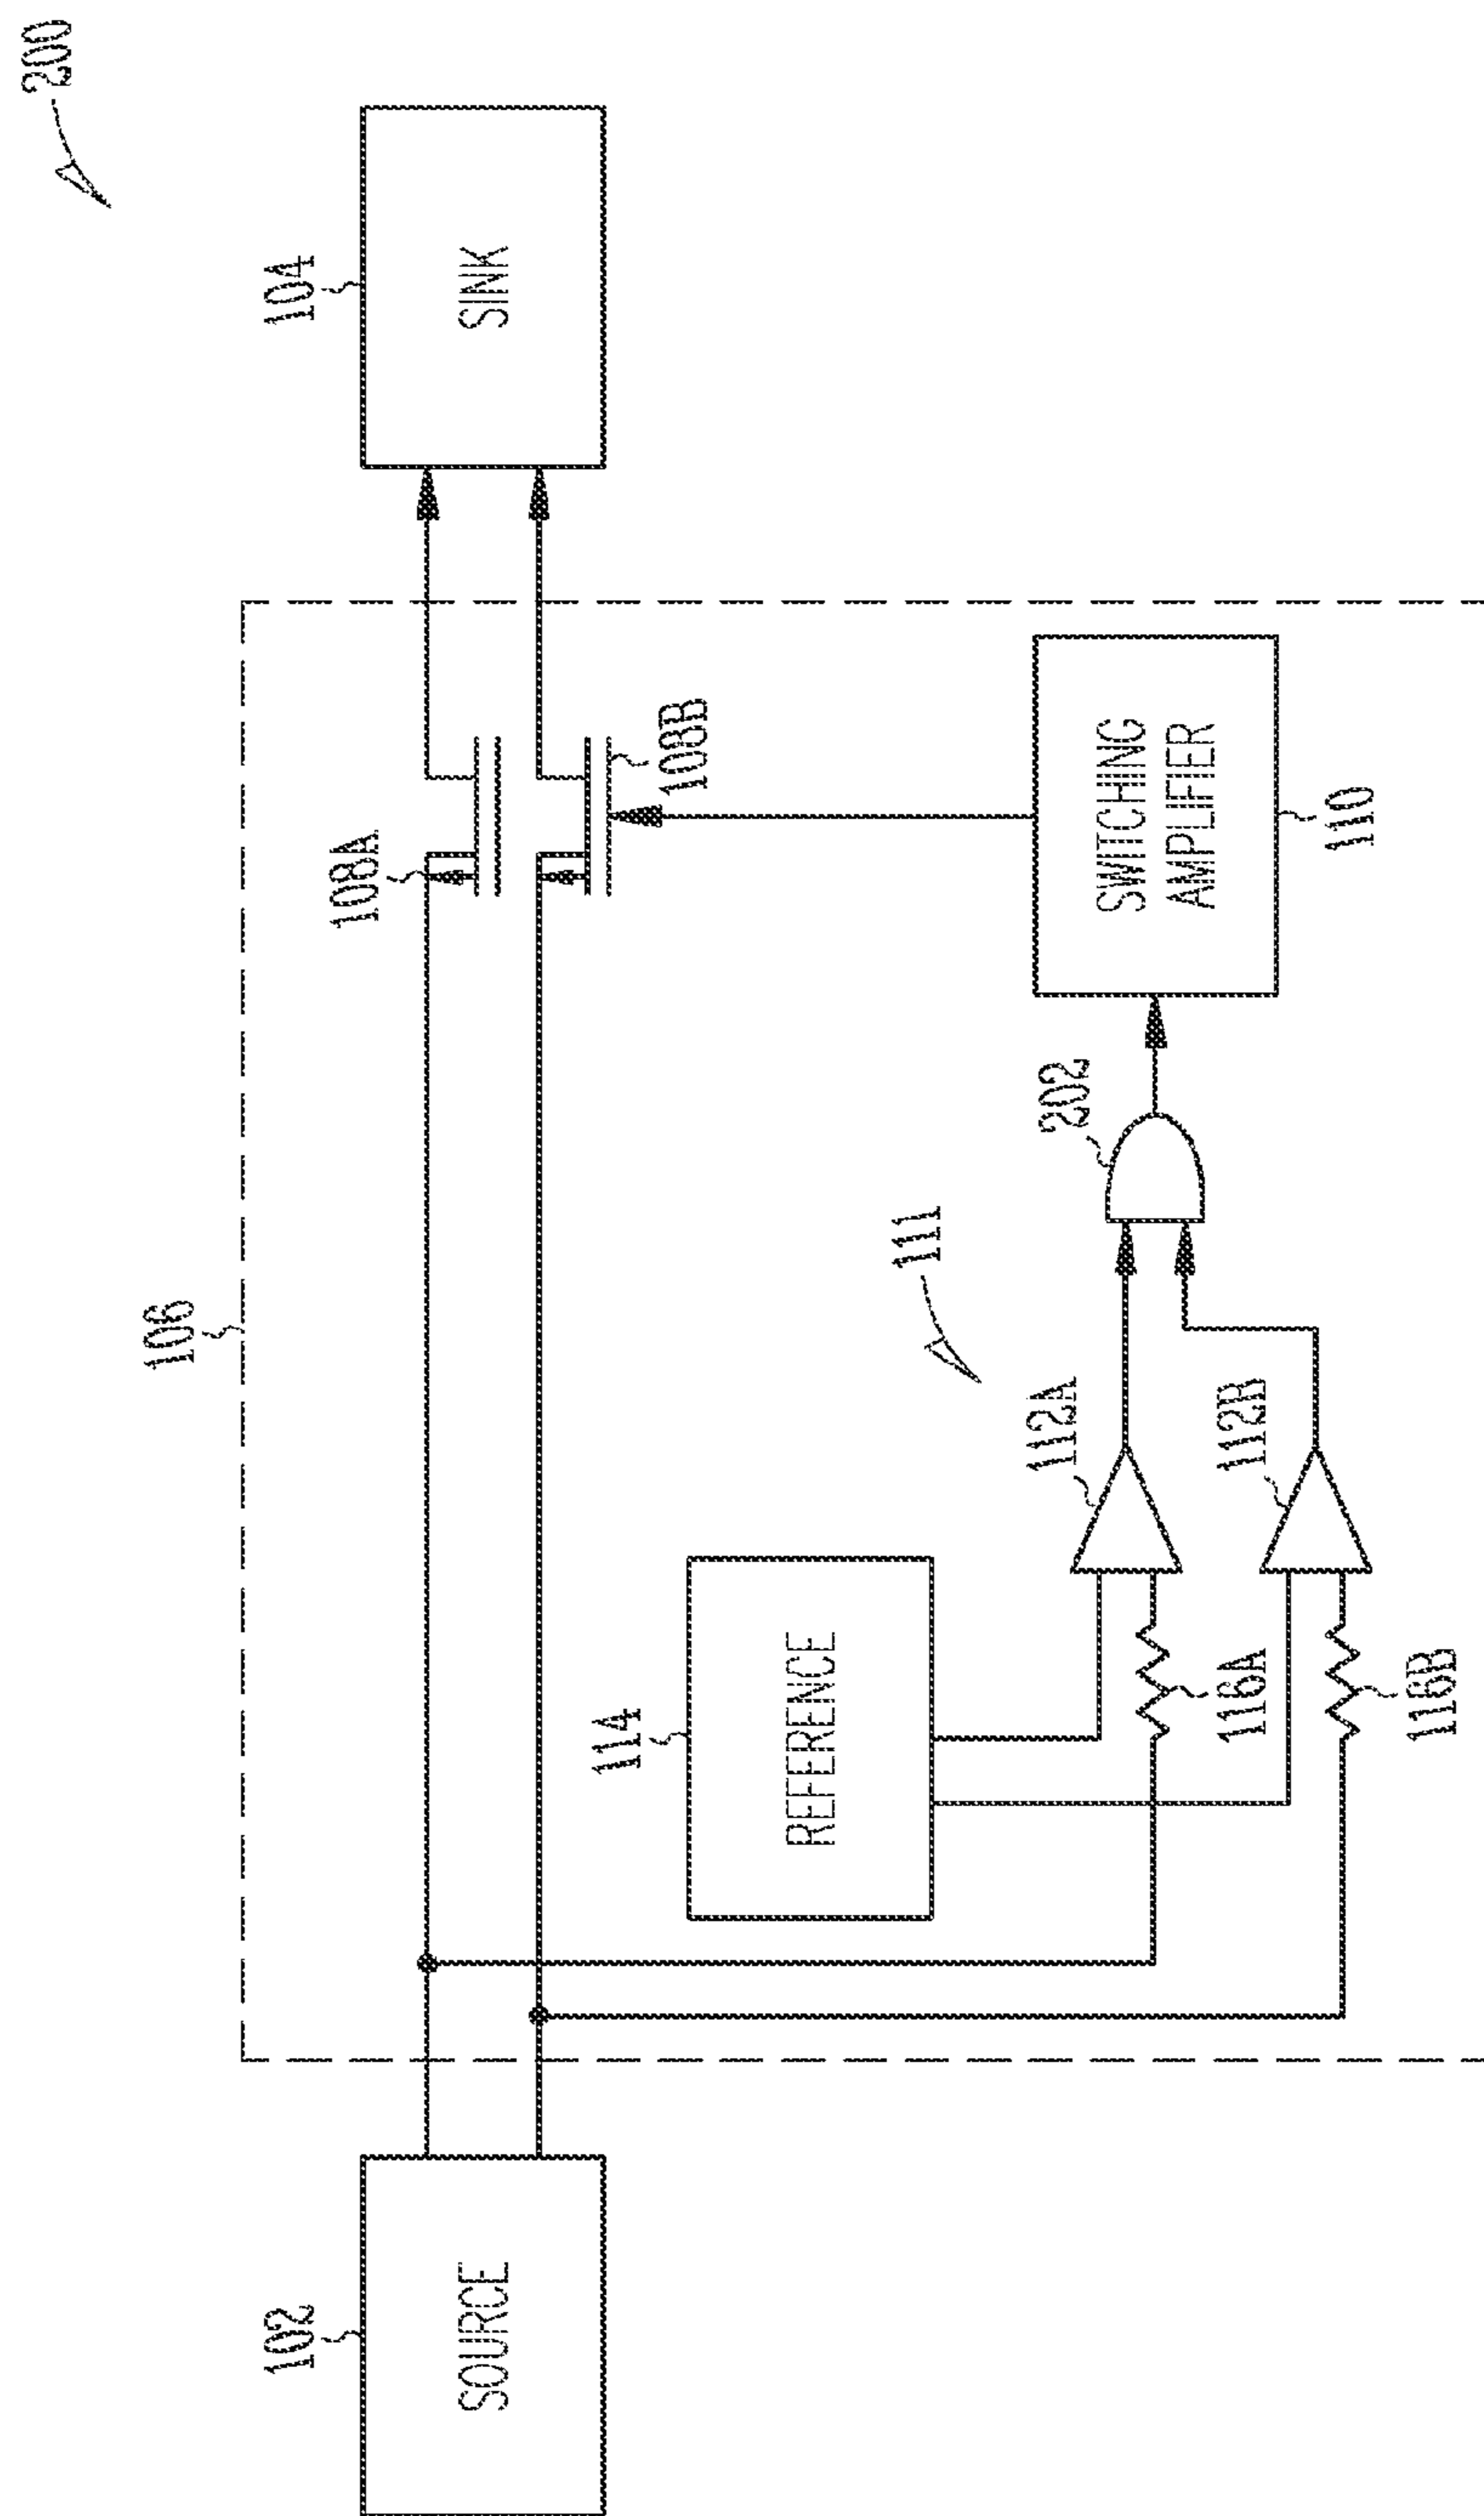 200
102
SOURCE
104
SINK
106
108A
108B
SWITCHING
AMPLIFIER
110
202
111
112A
112B
114
REFERENCE
116A
116B